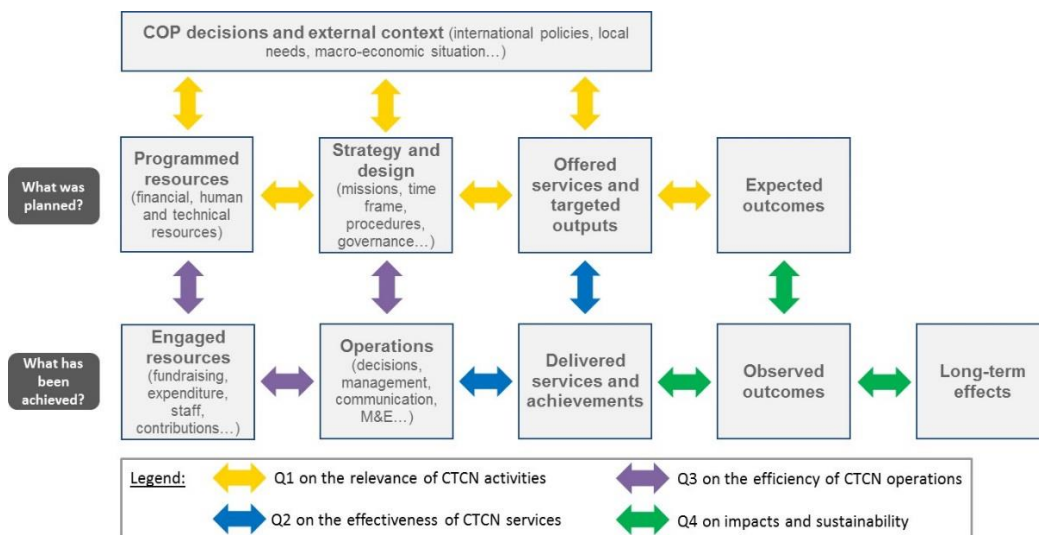 COP decisions and external context (international policies, local
needs, macro-economic situation…)
What was
planned?
Programmed
resources
(financial, human
and technical
resources)
Strategy and
design
(missions, time
frame,
procedures,
governance…)
Offered
services and
targeted
outputs
Expected
outcomes
What has
been
achieved?
Engaged
resources
(fundraising,
expenditure,
staff,
contributions…)
Operations
(decisions,
management,
communication,
M&E…)
Delivered
services and
achievements
Observed
outcomes
Long-term
effects
Legend:
Q1 on the relevance of CTCN activities
Q3 on the efficiency of CTCN operations
Q2 on the effectiveness of CTCN services
Q4 on impacts and sustainability